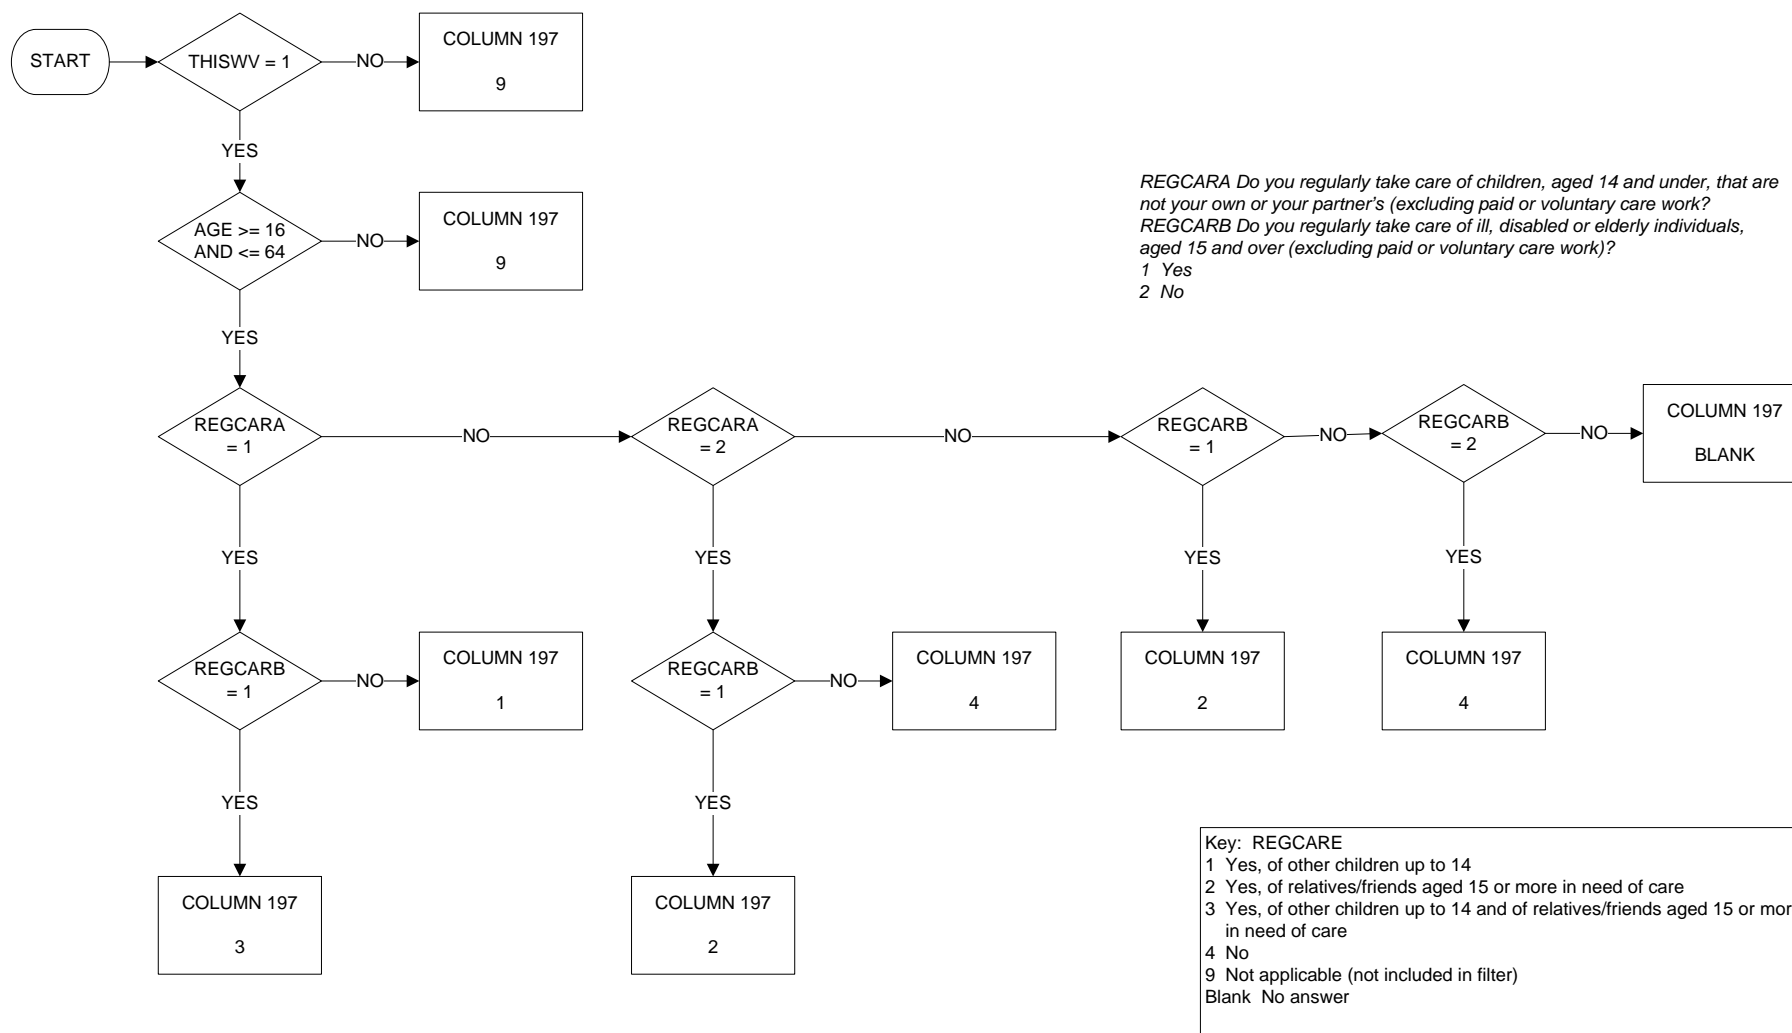 START
THISWV = 1
NO
COLUMN 197
9
YES
AGE >= 16
AND <= 64
NO
COLUMN 197
9
YES
REGCARA Do you regularly take care of children, aged 14 and under, that are
not your own or your partner's (excluding paid or voluntary care work?
REGCARB Do you regularly take care of ill, disabled or elderly individuals,
aged 15 and over (excluding paid or voluntary care work)?
1 Yes
2 No
REGCARA
= 1
NO
REGCARA
= 2
NO
REGCARB
= 1
NO
REGCARB
= 2
NO
COLUMN 197
BLANK
YES
YES
YES
YES
REGCARB
= 1
NO
COLUMN 197
1
REGCARB
= 1
NO
COLUMN 197
4
COLUMN 197
2
COLUMN 197
4
YES
YES
COLUMN 197
3
COLUMN 197
2
Key: REGCARE
1 Yes, of other children up to 14
2 Yes, of relatives/friends aged 15 or more in need of care
3 Yes, of other children up to 14 and of relatives/friends aged 15 or mor
in need of care
4 No
9 Not applicable (not included in filter)
Blank No answer